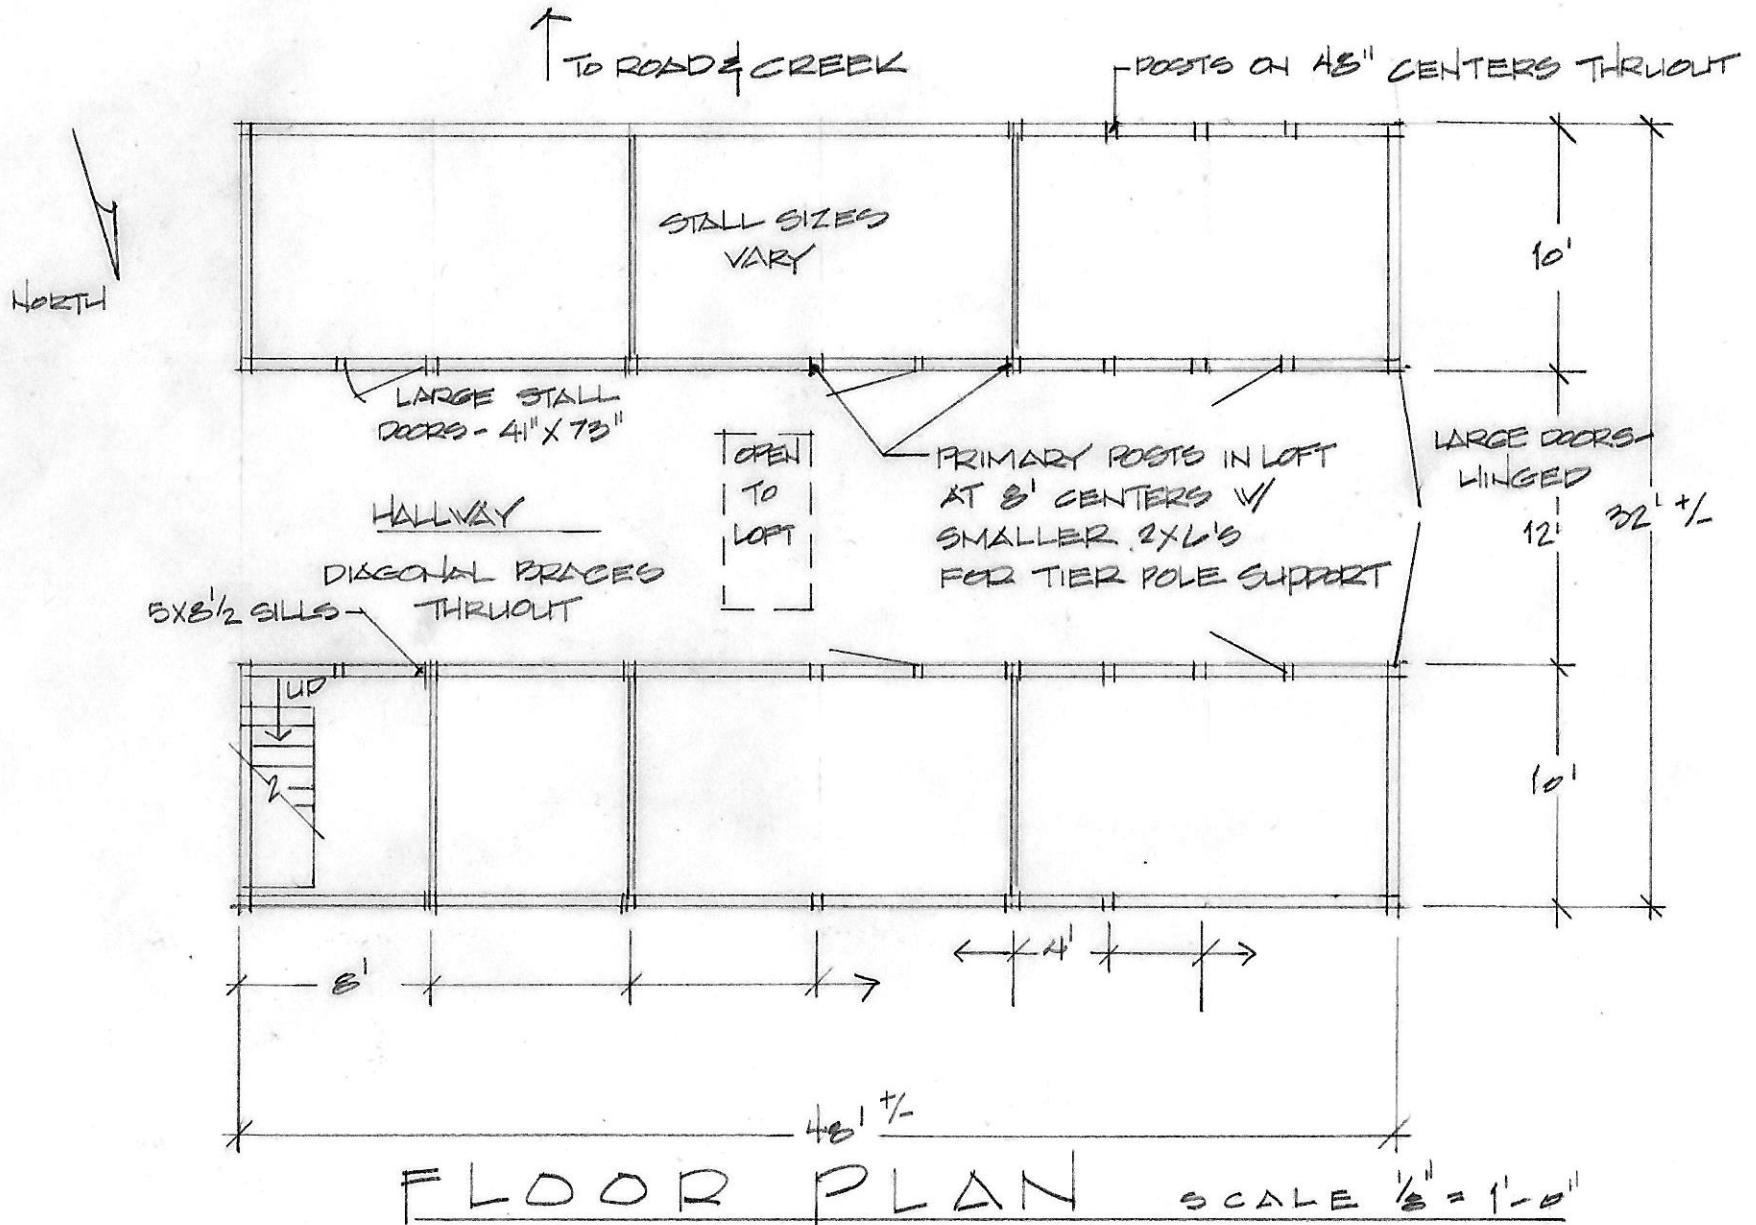 TO ROAD & CREEK
POSTS ON 48" CENTERS THRUOUT
NORTH
STALL SIZES
VARY
10'
LARGE STALL
DOORS - 41" X 73"
OPEN
TO
LOFT
PRIMARY POSTS IN LOFT
AT 8' CENTERS W/
SMALLER 2X6'S
FOR TIER POLE SUPPORT
LARGE DOORS -
HINGED
12'
32' +/-
HALLWAY
DIAGONAL BRACES
THRUOUT
5X8 1/2 SILLS
UP
10'
8'
4'
48' +/-
FLOOR PLAN SCALE 1/8" = 1'-0"